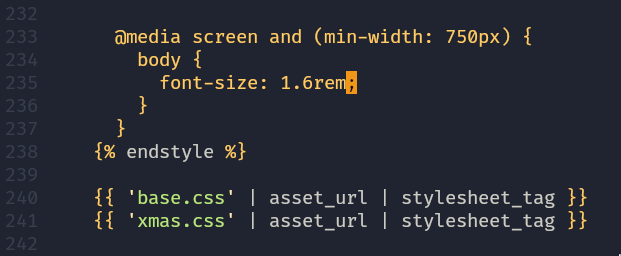 232
233 @media screen and (min-width: 750px) {
234 body {
235 font-size: 1.6rem;
236 }
237 }
238 {% endstyle %}
239
240 {{ 'base.css' | asset_url | stylesheet_tag }}
241 {{ 'xmas.css' | asset_url | stylesheet_tag }}
242